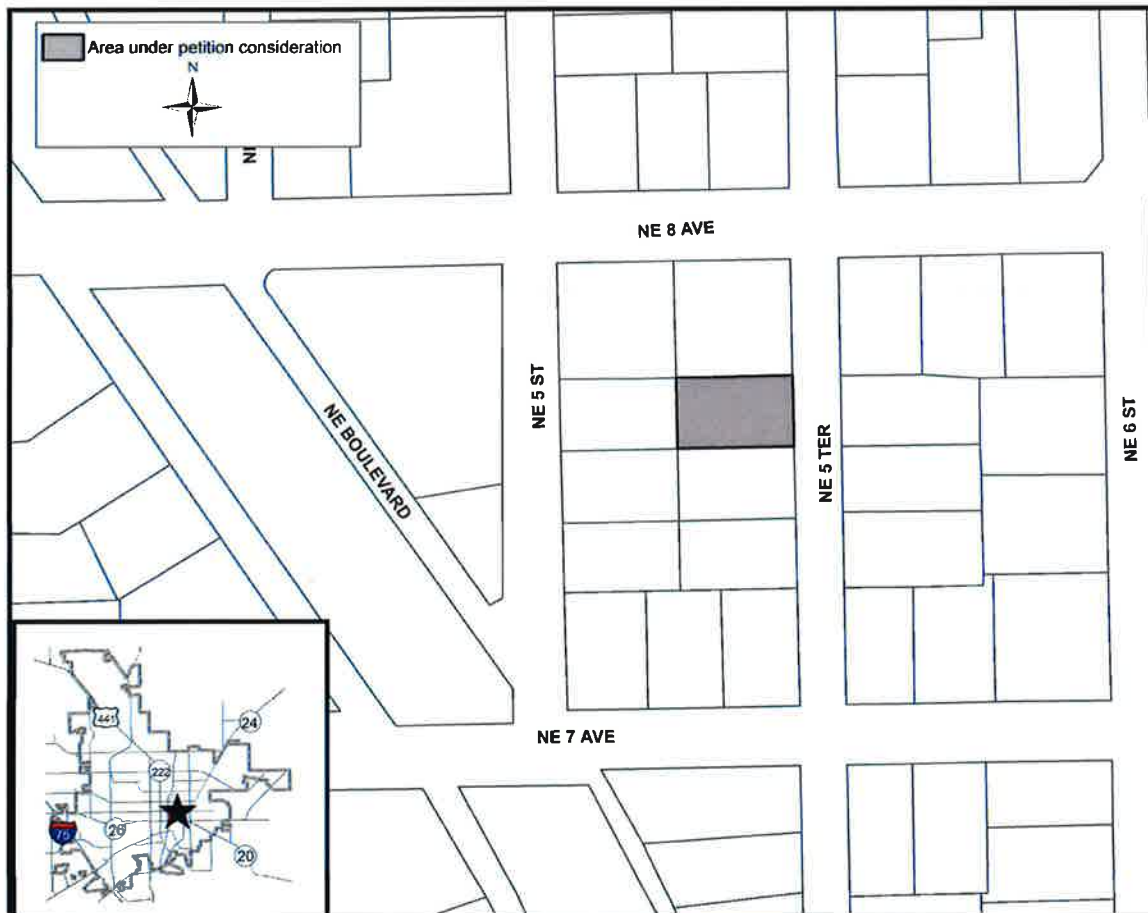 Area under petition consideration
N
NE 8 AVE
NE 5 ST
NE BOULEVARD
NE 5 TER
NE 6 ST
NE 7 AVE
441
24
222
26
75
20